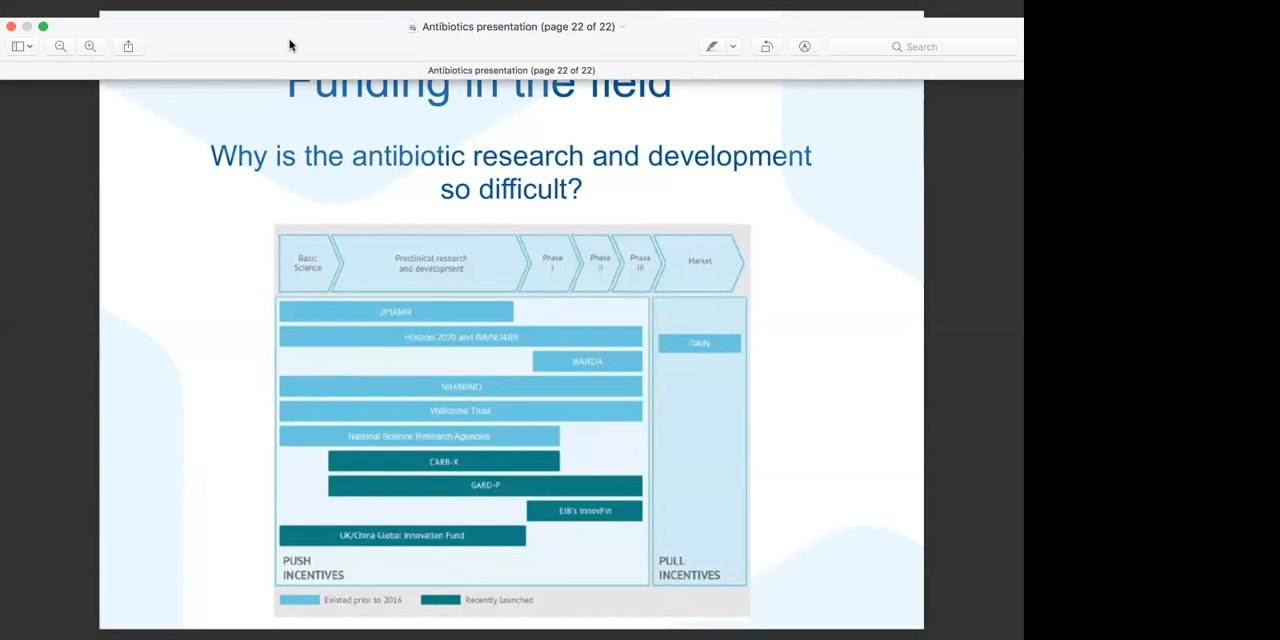 Antibiotics presentation (page 22 of 22)
Search
Antibiotics presentation (page 22 of 22)
Funding in the field
Why is the antibiotic research and development
so difficult?
Basic
Science
Preclinical research
and development
Phase
I
Phase
II
Phase
III
Market
JPIAMR
Horizon 2020 and IMI/ND4BB
GAIN
BARDA
NIH/NIAID
Wellcome Trust
National Science Research Agencies
CARB-X
GARD-P
EIB's InnovFin
UK/China Global Innovation Fund
PUSH
INCENTIVES
PULL
INCENTIVES
Existed prior to 2016
Recently launched